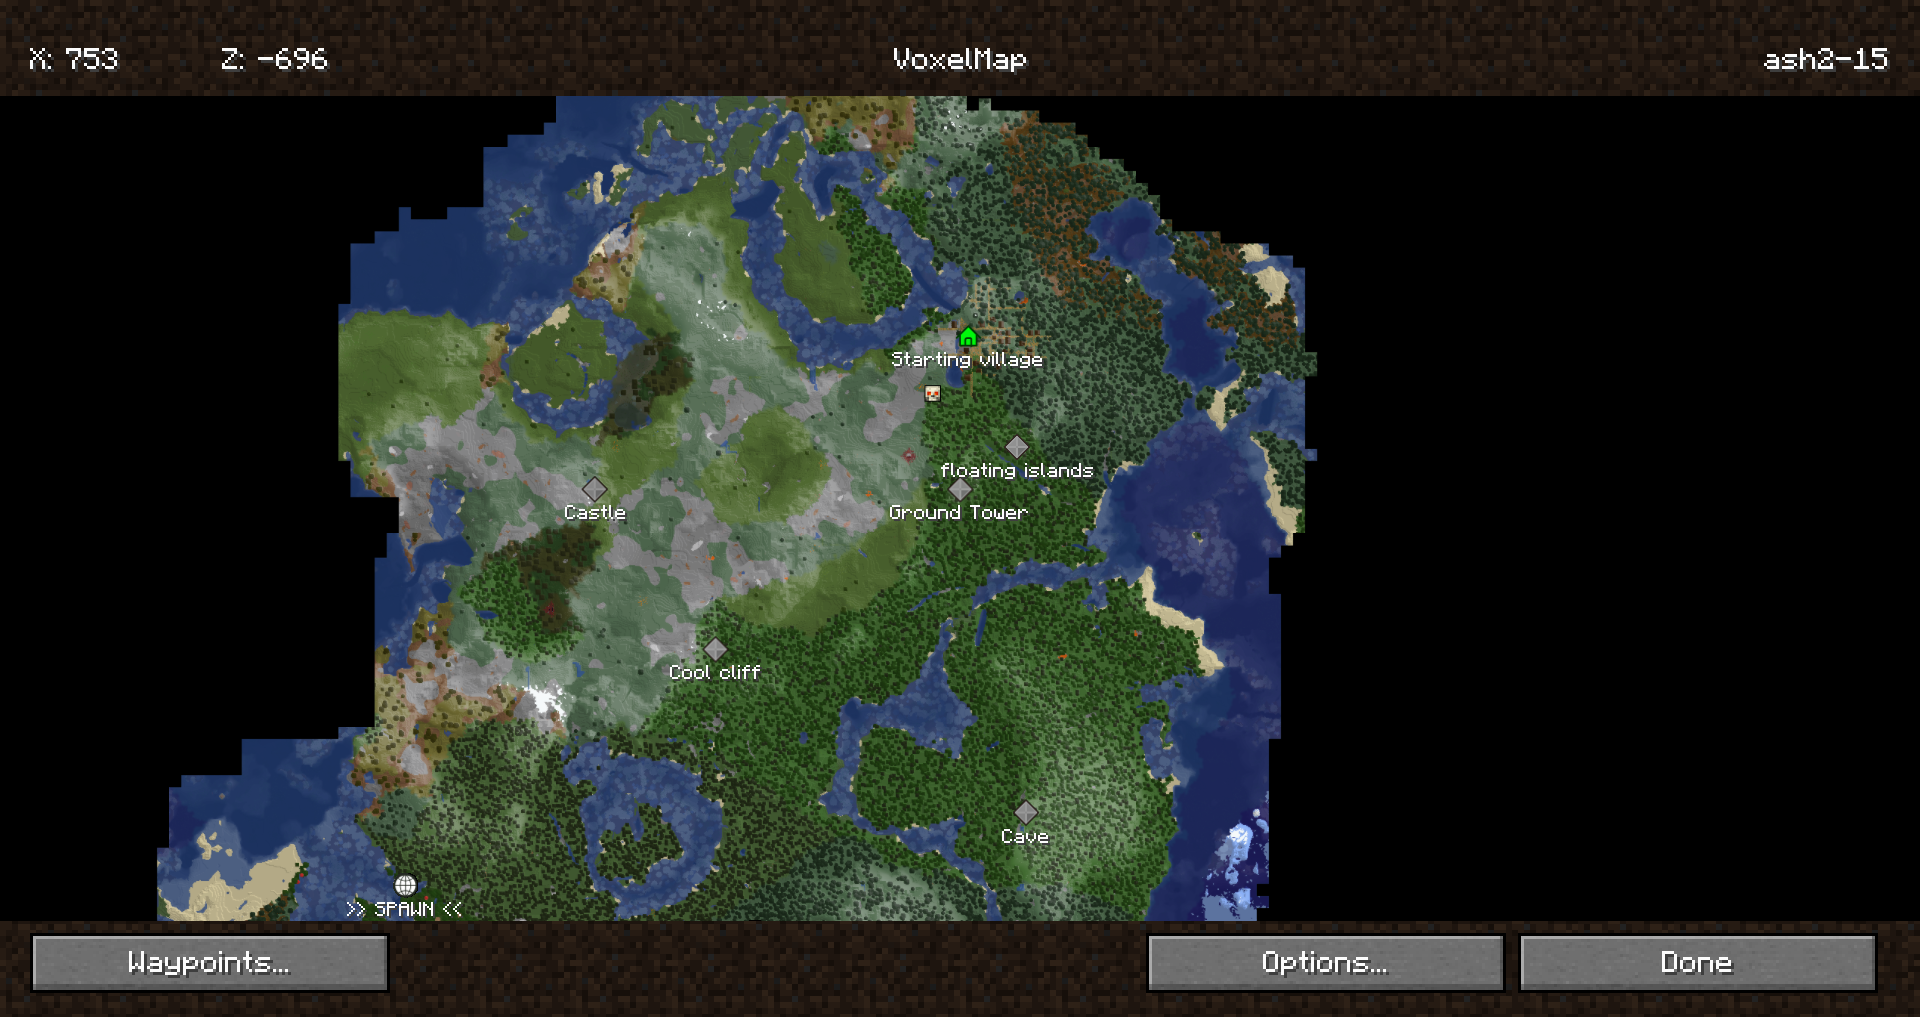 X: 753
Z: -696
VoxelMap
ash2-15
Starting village
floating islands
Castle
Ground Tower
Cool cliff
Cave
>> SPAWN <<
Waypoints...
Options...
Done